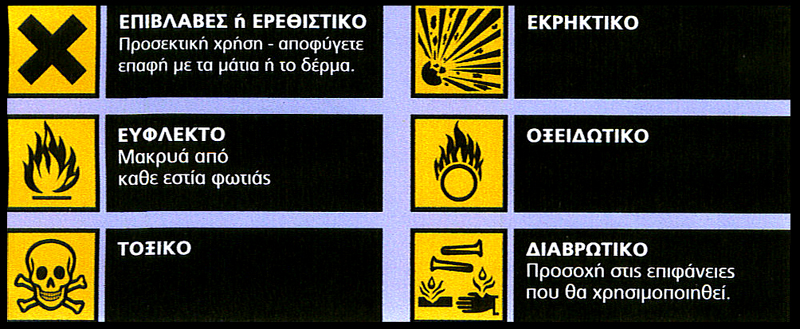 ΕΠΙΒΛΑΒΕΣ ή ΕΡΕΘΙΣΤΙΚΟ
Προσεκτική χρήση - αποφύγετε
επαφή με τα μάτια ή το δέρμα.
ΕΚΡΗΚΤΙΚΟ
ΕΥΦΛΕΚΤΟ
Μακρυά από
καθε εστία φωτιάς
ΟΞΕΙΔΩΤΙΚΟ
ΤΟΞΙΚΟ
ΔΙΑΒΡΩΤΙΚΟ
Προσοχή στις επιφάνειες
που θα χρησιμοποιηθεί.